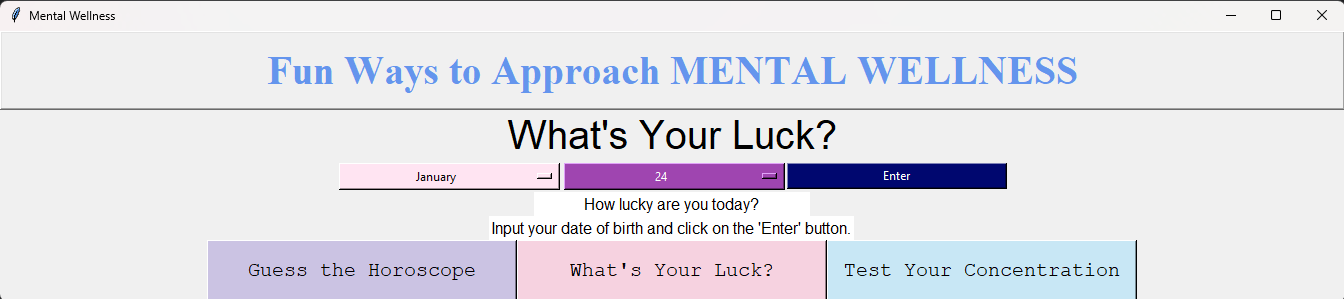 Mental Wellness
Fun Ways to Approach MENTAL WELLNESS
What's Your Luck?
January 24 Enter
How lucky are you today?
Input your date of birth and click on the 'Enter' button.
Guess the Horoscope What's Your Luck? Test Your Concentration